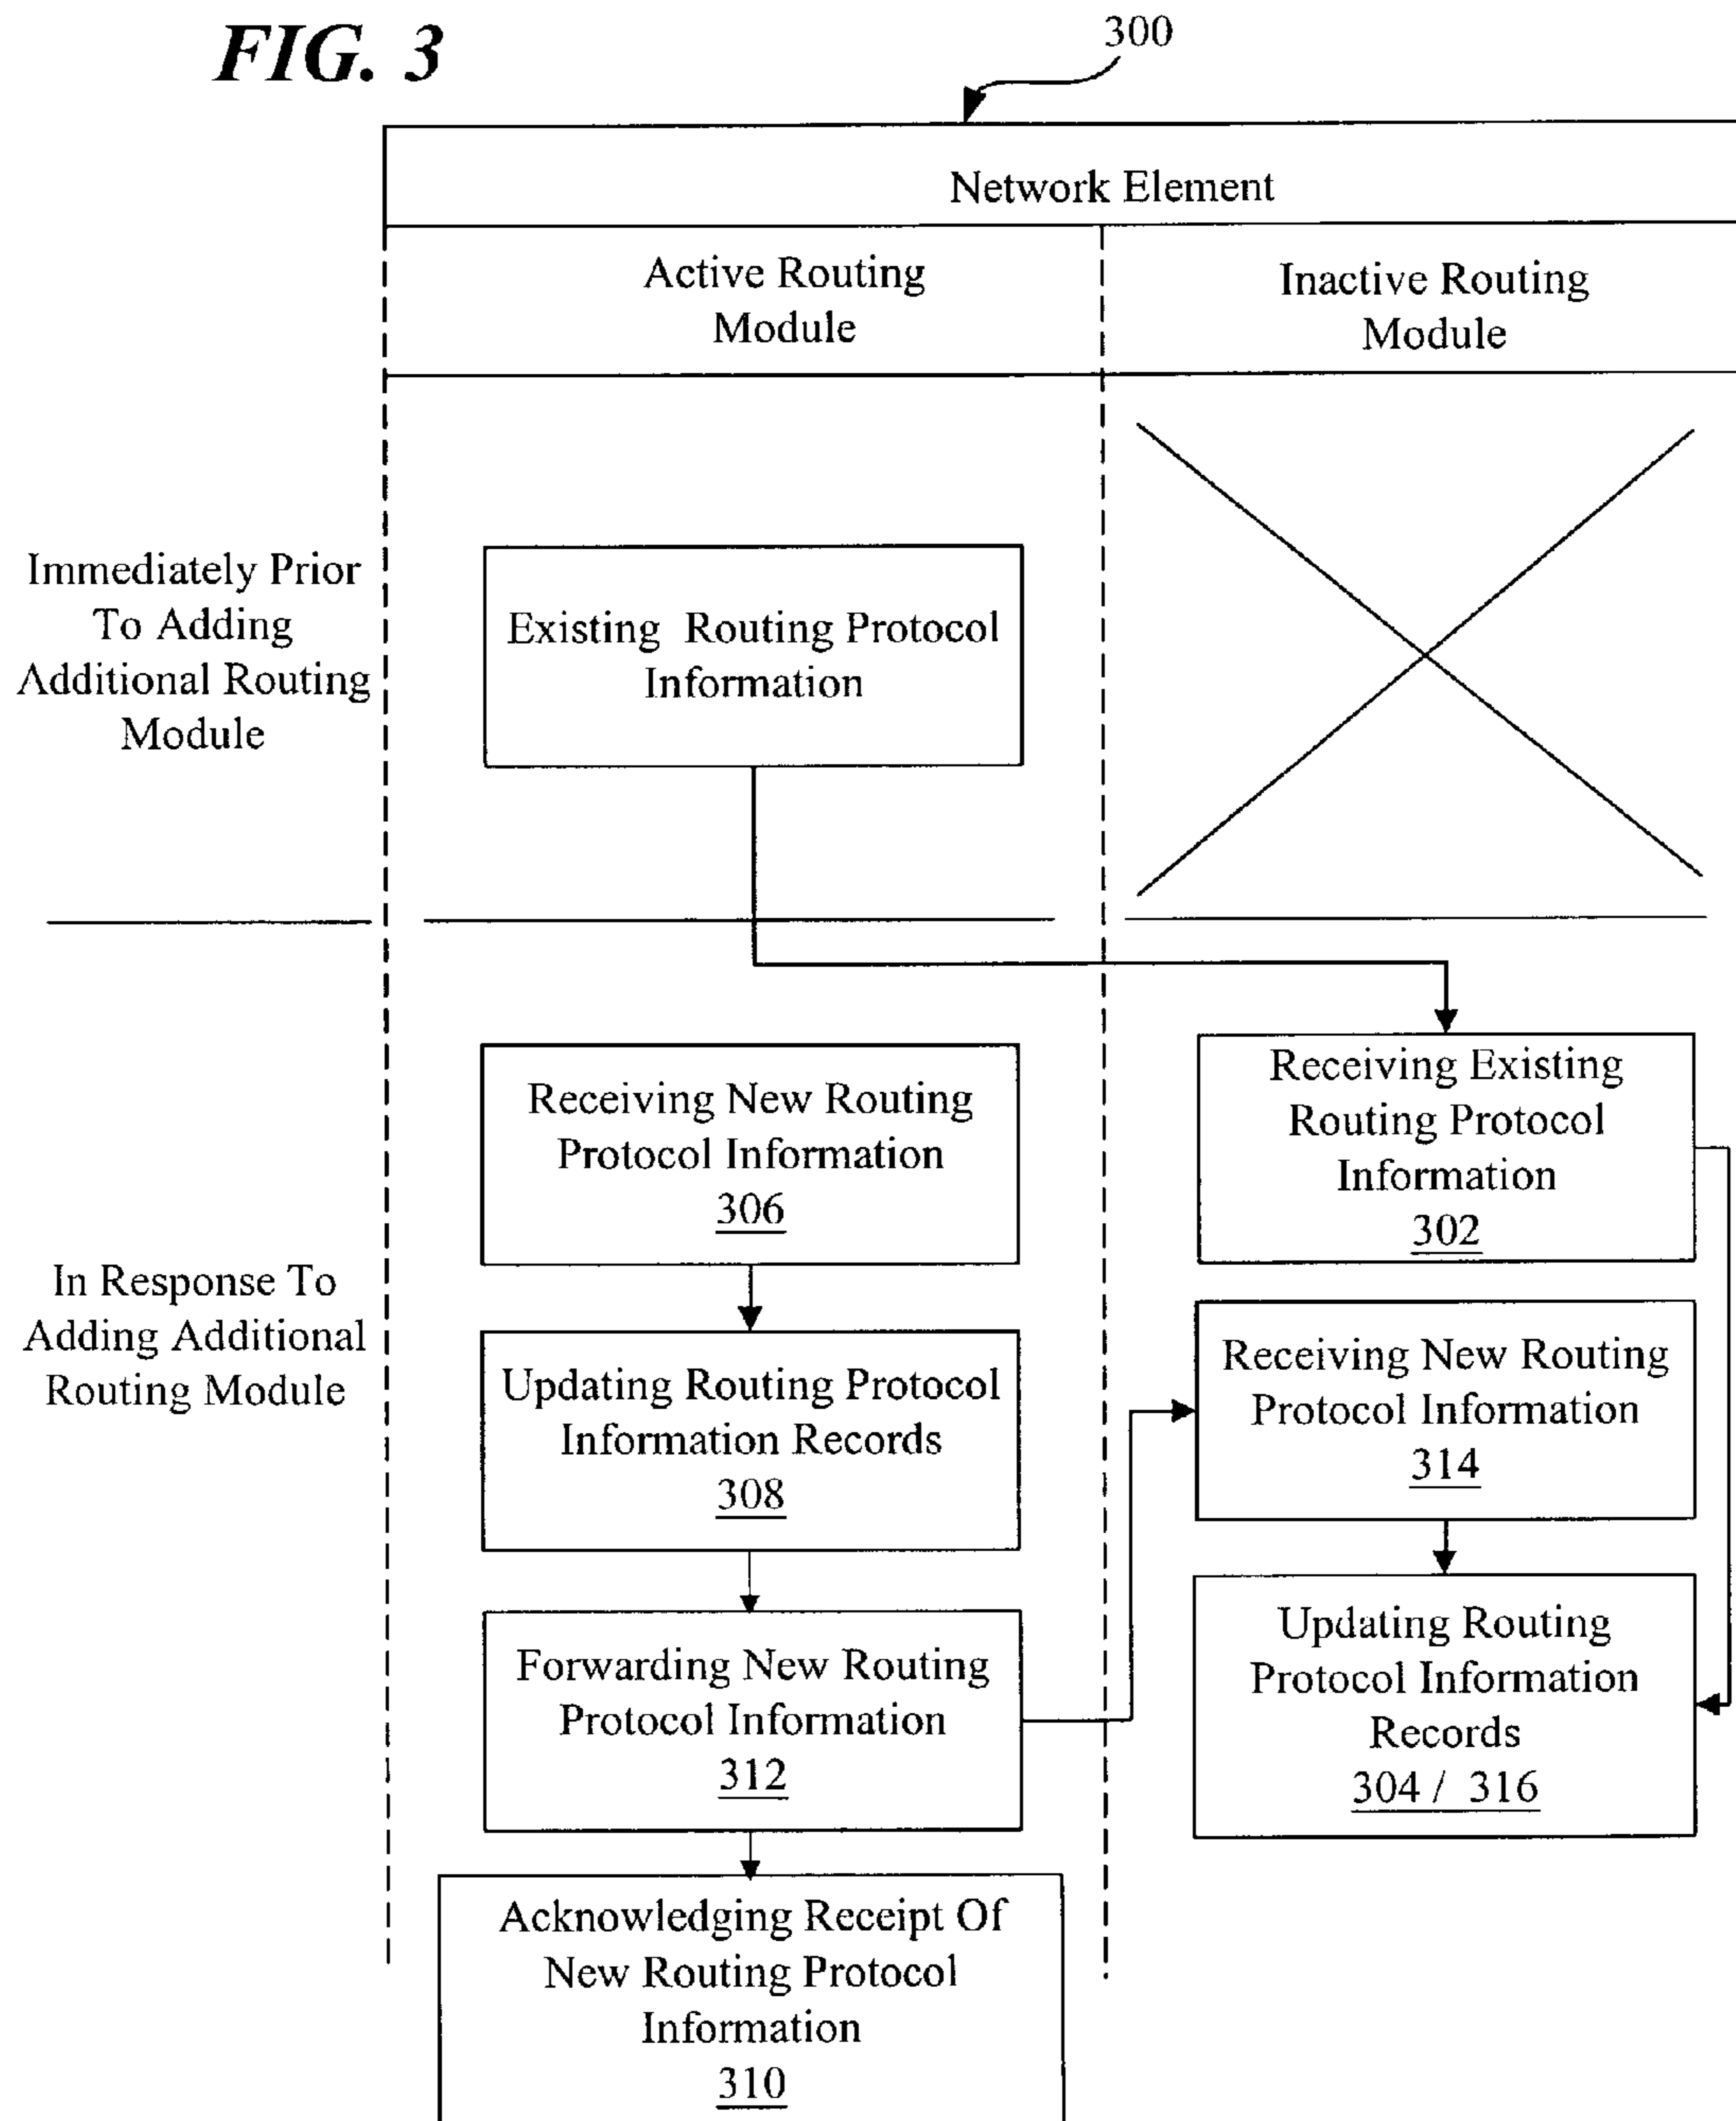 FIG. 3
300
Network Element
Active Routing
Module
Inactive Routing
Module
Immediately Prior
To Adding
Additional Routing
Module
Existing Routing Protocol
Information
In Response To
Adding Additional
Routing Module
Receiving New Routing
Protocol Information
306
Receiving Existing
Routing Protocol
Information
302
Updating Routing Protocol
Information Records
308
Receiving New Routing
Protocol Information
314
Forwarding New Routing
Protocol Information
312
Updating Routing
Protocol Information
Records
304 / 316
Acknowledging Receipt Of
New Routing Protocol
Information
310